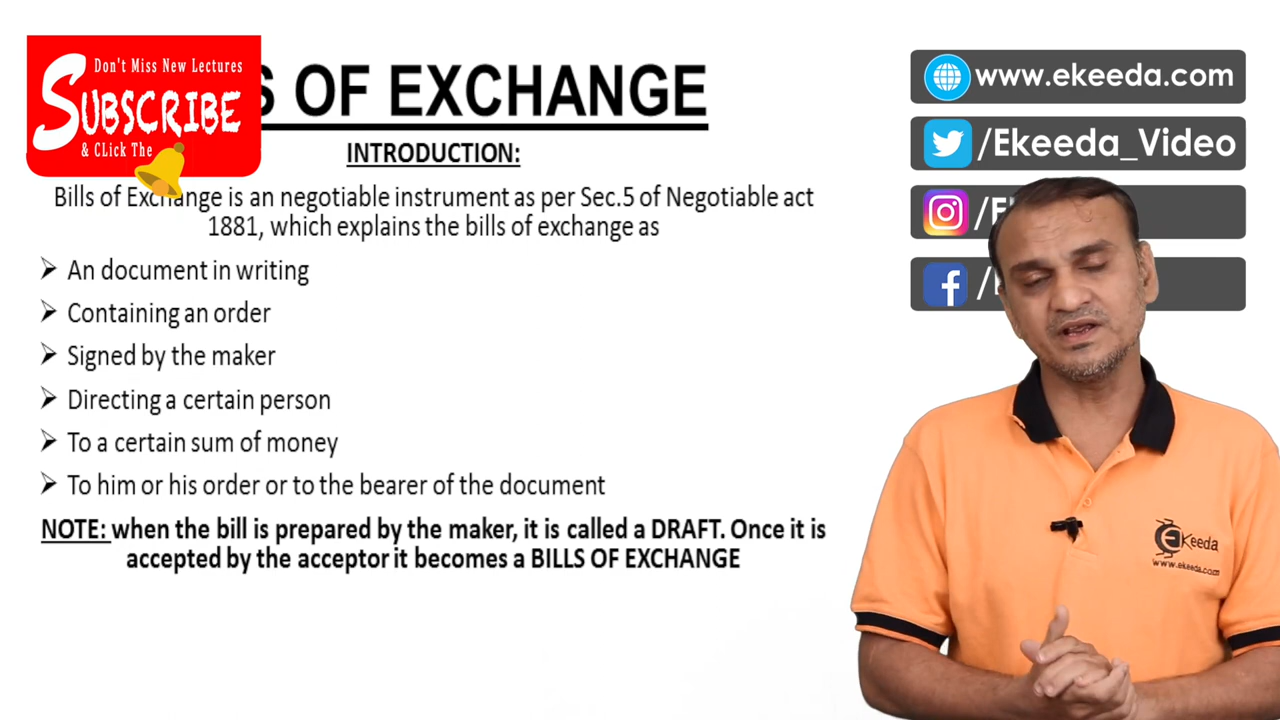 Don't Miss New Lectures
SUBSCRIBE
& CLick The
S OF EXCHANGE
INTRODUCTION:
Bills of Exchange is an negotiable instrument as per Sec.5 of Negotiable act
1881, which explains the bills of exchange as
➤ An document in writing
➤ Containing an order
➤ Signed by the maker
➤ Directing a certain person
➤ To a certain sum of money
➤ To him or his order or to the bearer of the document
NOTE: when the bill is prepared by the maker, it is called a DRAFT. Once it is
accepted by the acceptor it becomes a BILLS OF EXCHANGE
www.ekeeda.com
/Ekeeda_Video
Ekeeda
www.ekeeda.com